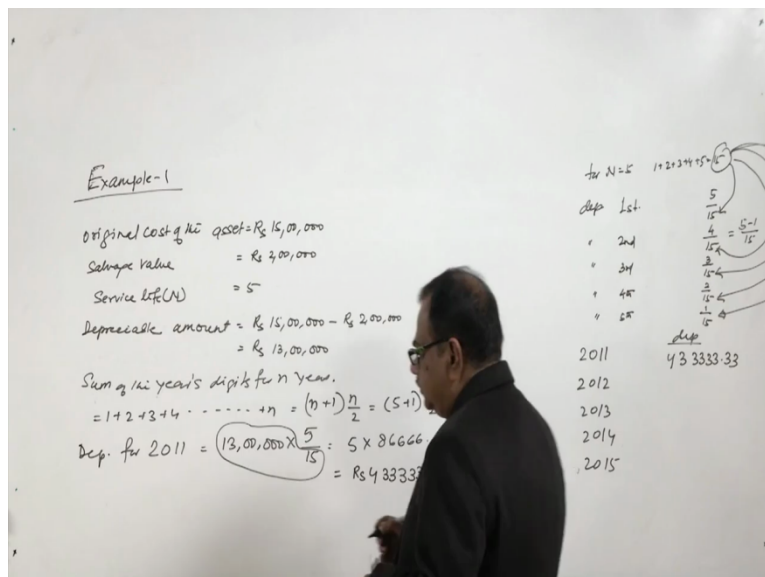 Example-1
Original cost of the asset = Rs 15,00,000
Salvage value = Rs 2,00,000
Service life (N) = 5
Depreciable amount = Rs 15,00,000 - Rs 200,000
= Rs 13,00,000
Sum of the year's digits for n year.
= 1+2+3+4 ....... +n = (n+1) n/2 = (5+1)
Dep. for 2011 = 13,00,000 × 5/15 = 5 × 86666.
= Rs 433333
for N=5 1+2+3+4+5=15
dep 1st. 5/15
" 2nd 4/15 = 5-1/15
" 3rd 3/15
" 4th 2/15
" 5th 1/15
dep
2011 433333.33
2012
2013
2014
2015